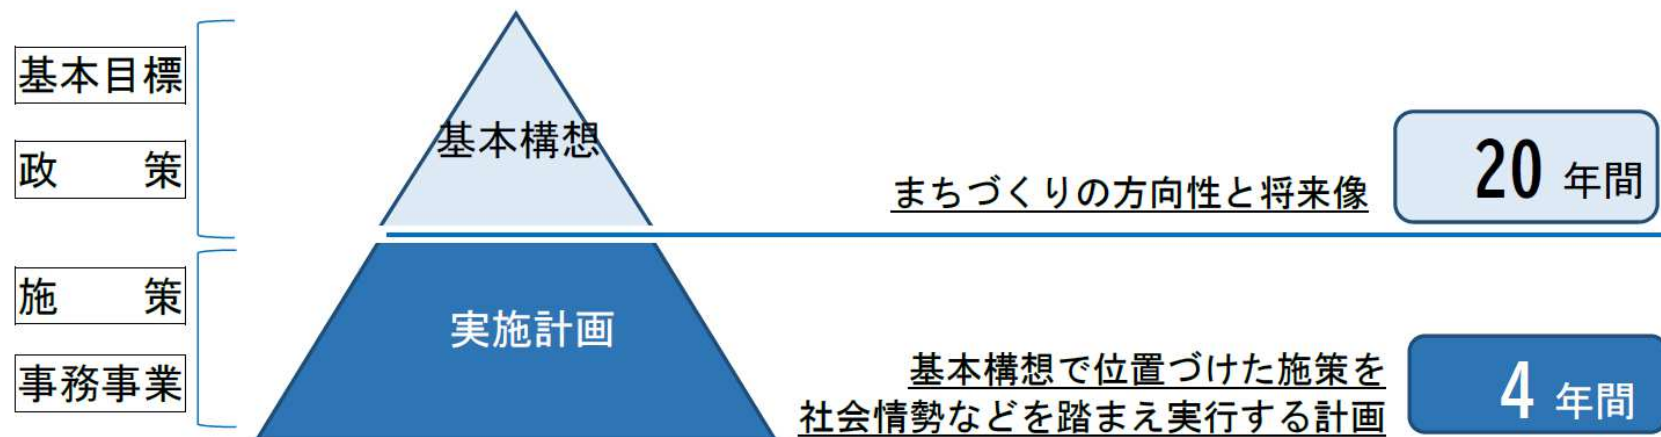 基本目標
政　　策
基本構想
まちづくりの方向性と将来像
20 年間
施　　策
事務事業
実施計画
基本構想で位置づけた施策を
社会情勢などを踏まえ実行する計画
4 年間